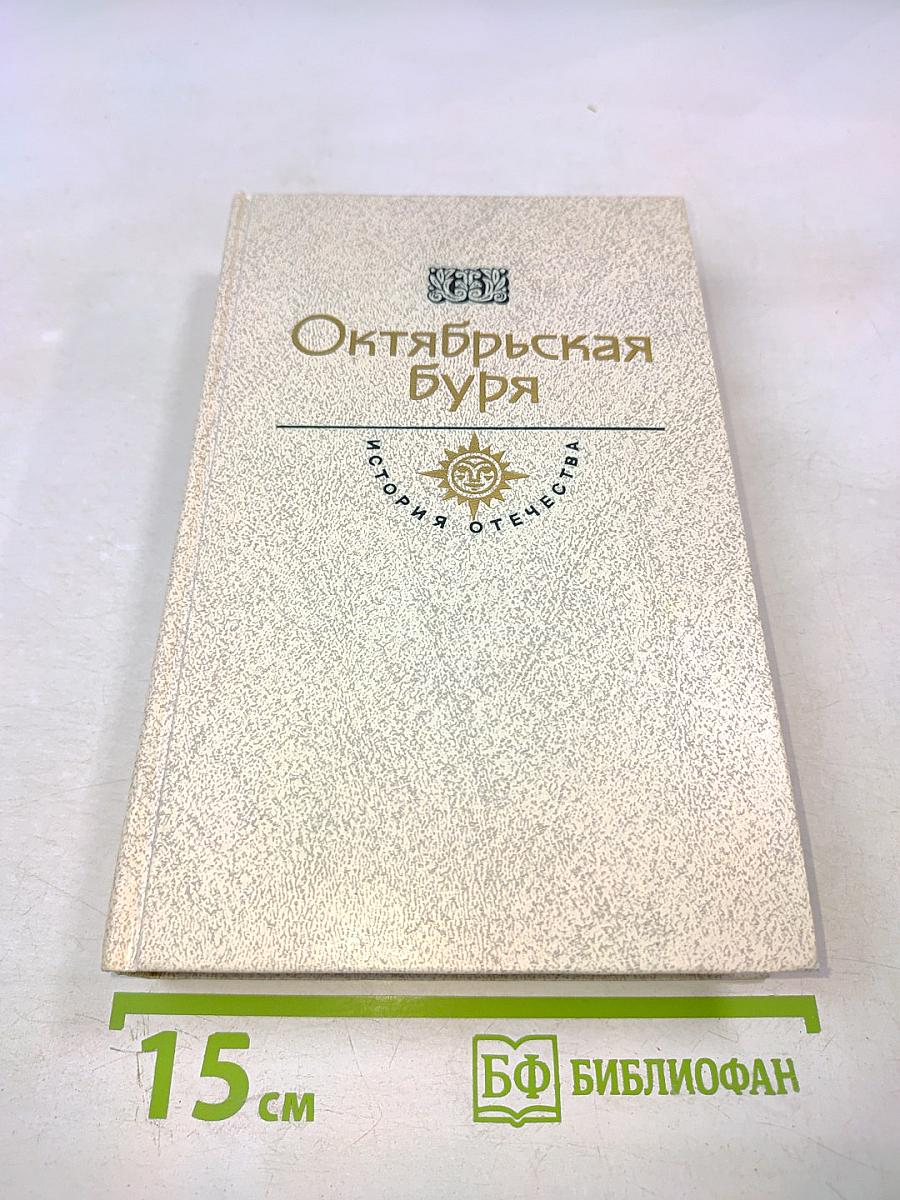 Октябрьская
буря
ИСТОРИЯ ОТЕЧЕСТВА
15 см
БФ БИБЛИОФАН